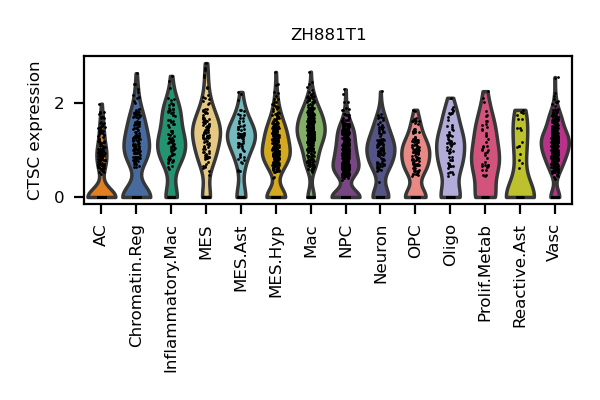 ZH881T1
CTSC expression
2
0
AC
Chromatin.Reg
Inflammatory.Mac
MES
MES.Ast
MES.Hyp
Mac
NPC
Neuron
OPC
Oligo
Prolif.Metab
Reactive.Ast
Vasc